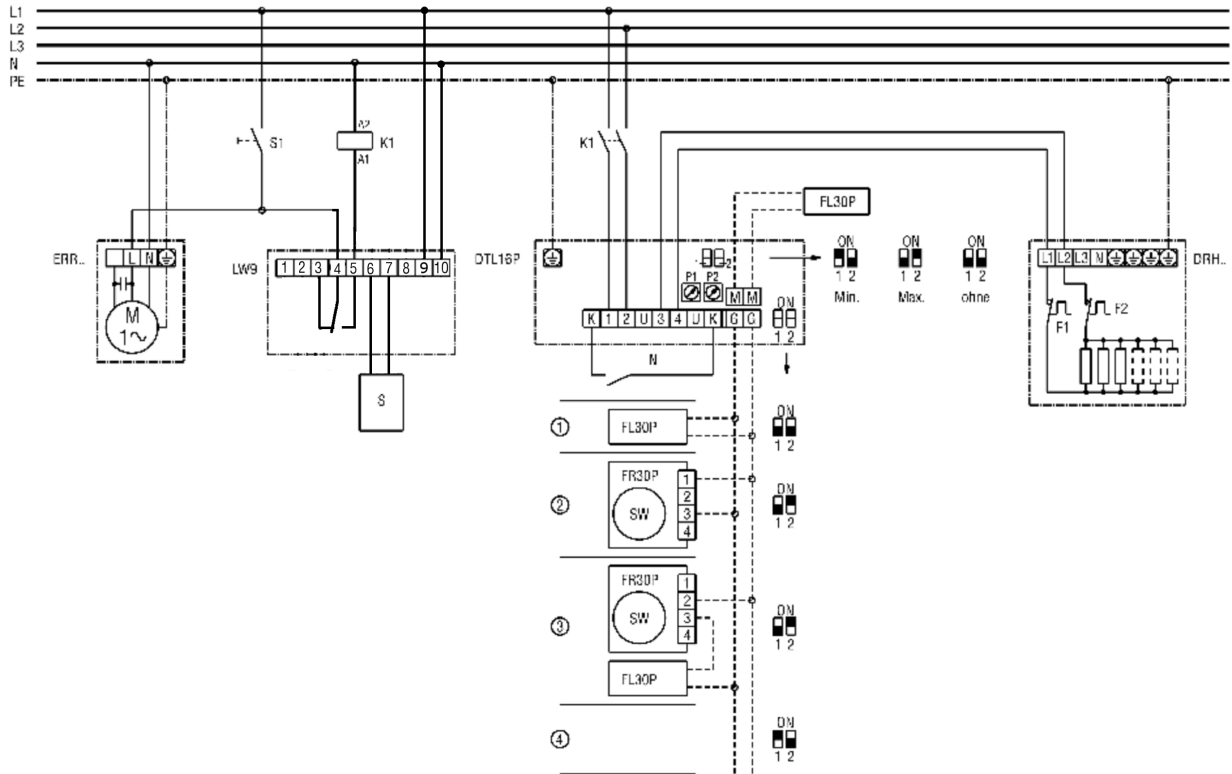 L1
L2
L3
N
PE
A2
S1
K1
A1
K1
FL30P
ERR..
L N
LW9
1 2 3 4 5 6 7 8 9 10
DTL16P
1 2
P1 P2
M M
K 1 2 U 3 4 U K G G
ON
1 2
ON
1 2
Min.
ON
1 2
Max.
ON
1 2
ohne
L1 L2 L3 N
DRH..
F1
F2
M
1~
N
S
1
FL30P
ON
1 2
2
FR30P
SW
1
2
3
4
ON
1 2
3
FR30P
SW
1
2
3
4
FL30P
ON
1 2
4
ON
1 2